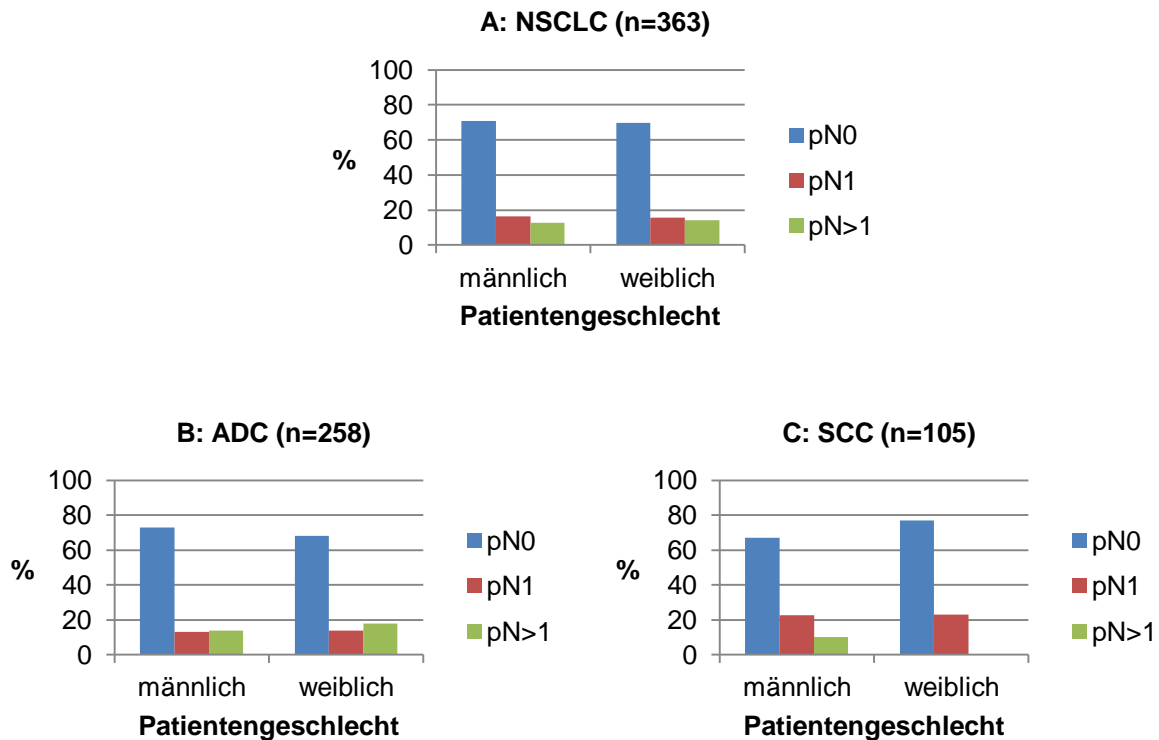 A: NSCLC (n=363)
100
80
60
40
20
0
%
männlich weiblich
Patientengeschlecht
pN0
pN1
pN>1
B: ADC (n=258)
100
80
60
40
20
0
%
männlich weiblich
Patientengeschlecht
pN0
pN1
pN>1
C: SCC (n=105)
100
80
60
40
20
0
%
männlich weiblich
Patientengeschlecht
pN0
pN1
pN>1